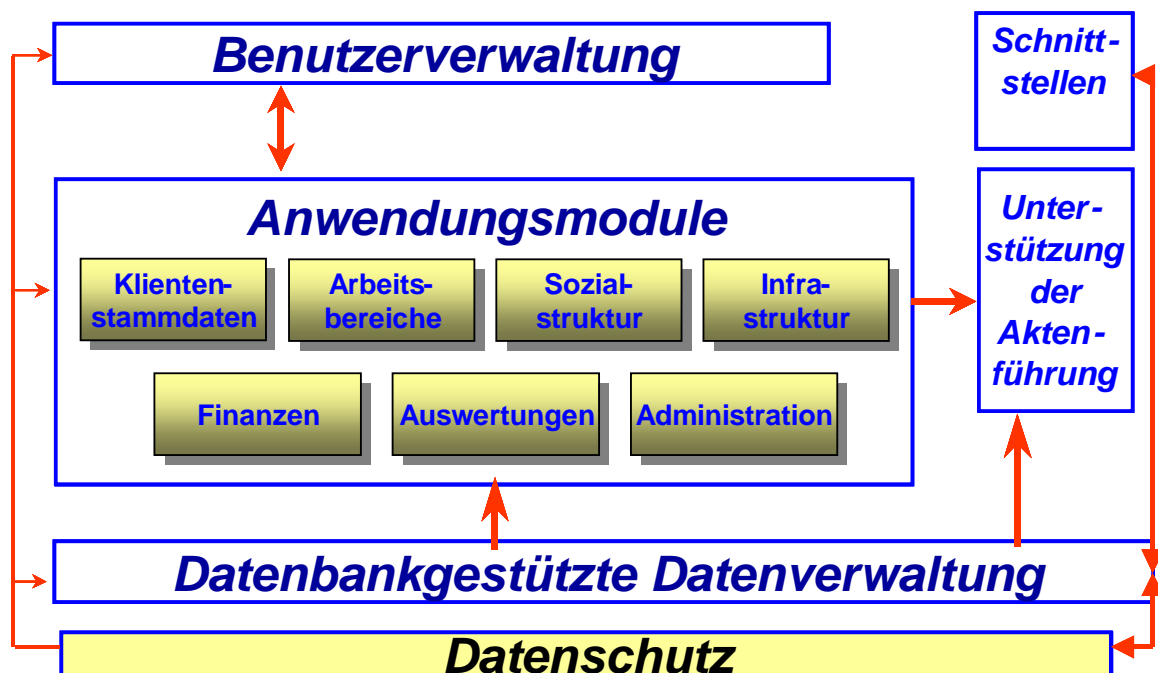 Benutzerverwaltung
Schnitt-
stellen
Anwendungsmodule
Klienten-
stammdaten
Arbeits-
bereiche
Sozial-
struktur
Infra-
struktur
Finanzen
Auswertungen
Administration
Unter-
stützung
der
Akten-
führung
Datenbankgestützte Datenverwaltung
Datenschutz